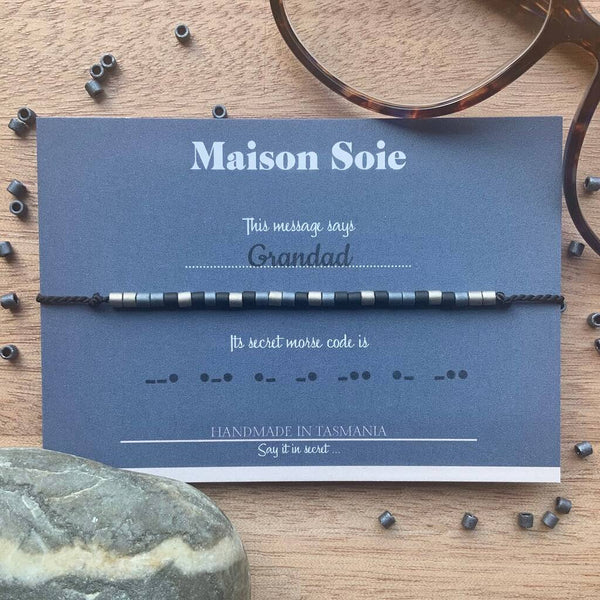 Maison Soie
This message says
Grandad
Its secret morse code is
--. .-. .- -. -.. .- -..
HANDMADE IN TASMANIA
Say it in secret ...